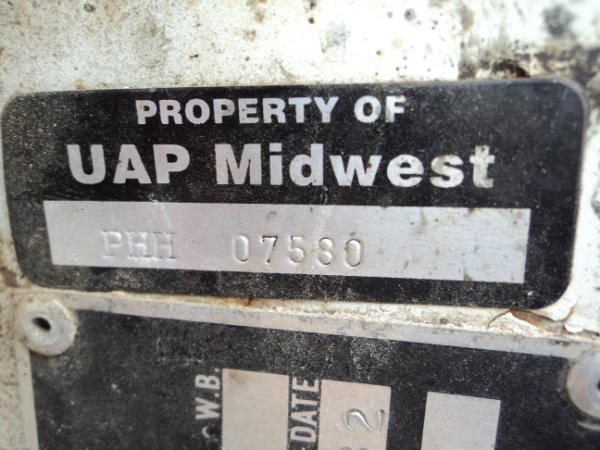 PROPERTY OF
UAP Midwest
PHH 07580
W.B.
DATE